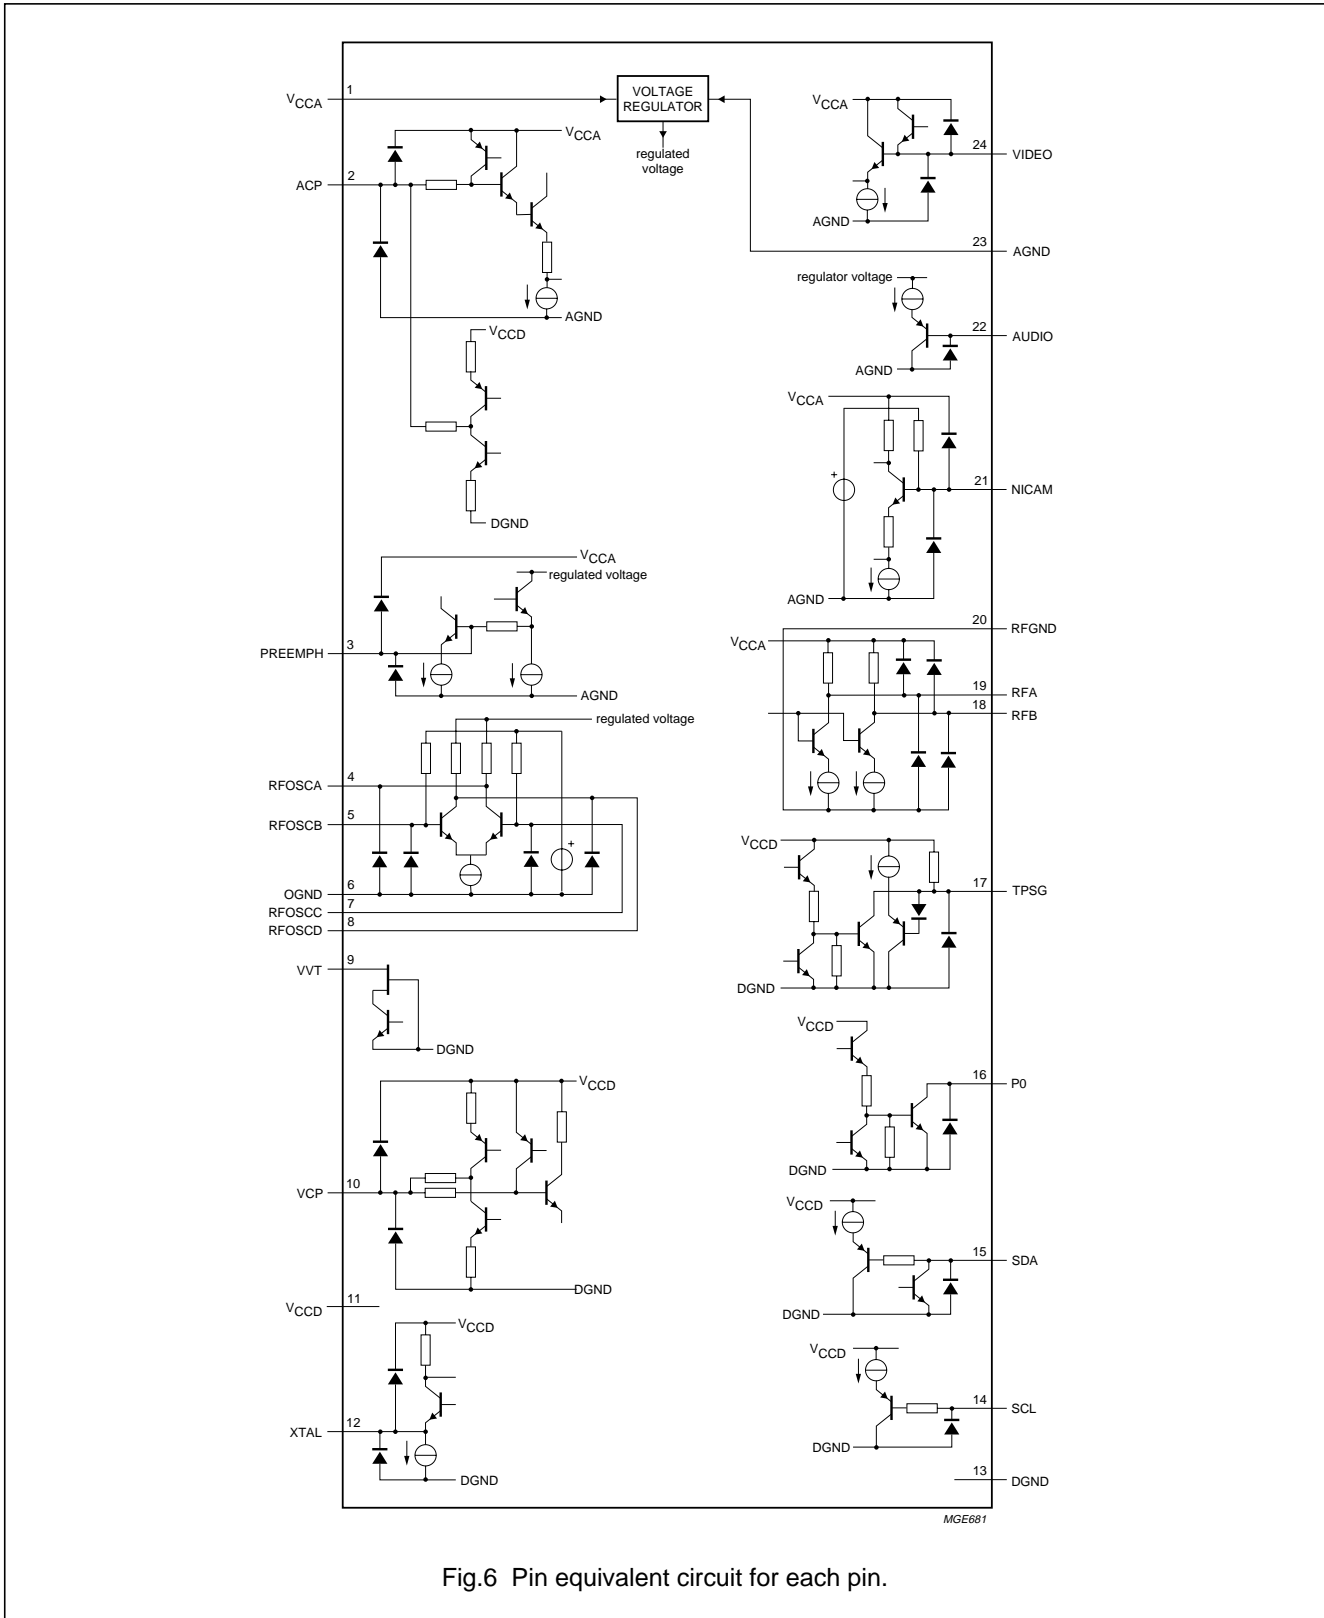 1
VCCA
VOLTAGE
REGULATOR
regulated
voltage
VCCA
2
ACP
AGND
VCCD
DGND
VCCA
regulated voltage
3
PREEMPH
AGND
regulated voltage
4
RFOSCA
5
RFOSCB
+
6
OGND
7
RFOSCC
8
RFOSCD
9
VVT
DGND
VCCD
10
VCP
DGND
11
VCCD
VCCD
12
XTAL
DGND
VCCA
24
VIDEO
AGND
23
AGND
regulator voltage
22
AUDIO
AGND
VCCA
+
21
NICAM
AGND
20
RFGND
VCCA
19
RFA
18
RFB
VCCD
17
TPSG
DGND
VCCD
16
P0
DGND
VCCD
15
SDA
DGND
VCCD
14
SCL
DGND
13
DGND
MGE681
Fig.6 Pin equivalent circuit for each pin.